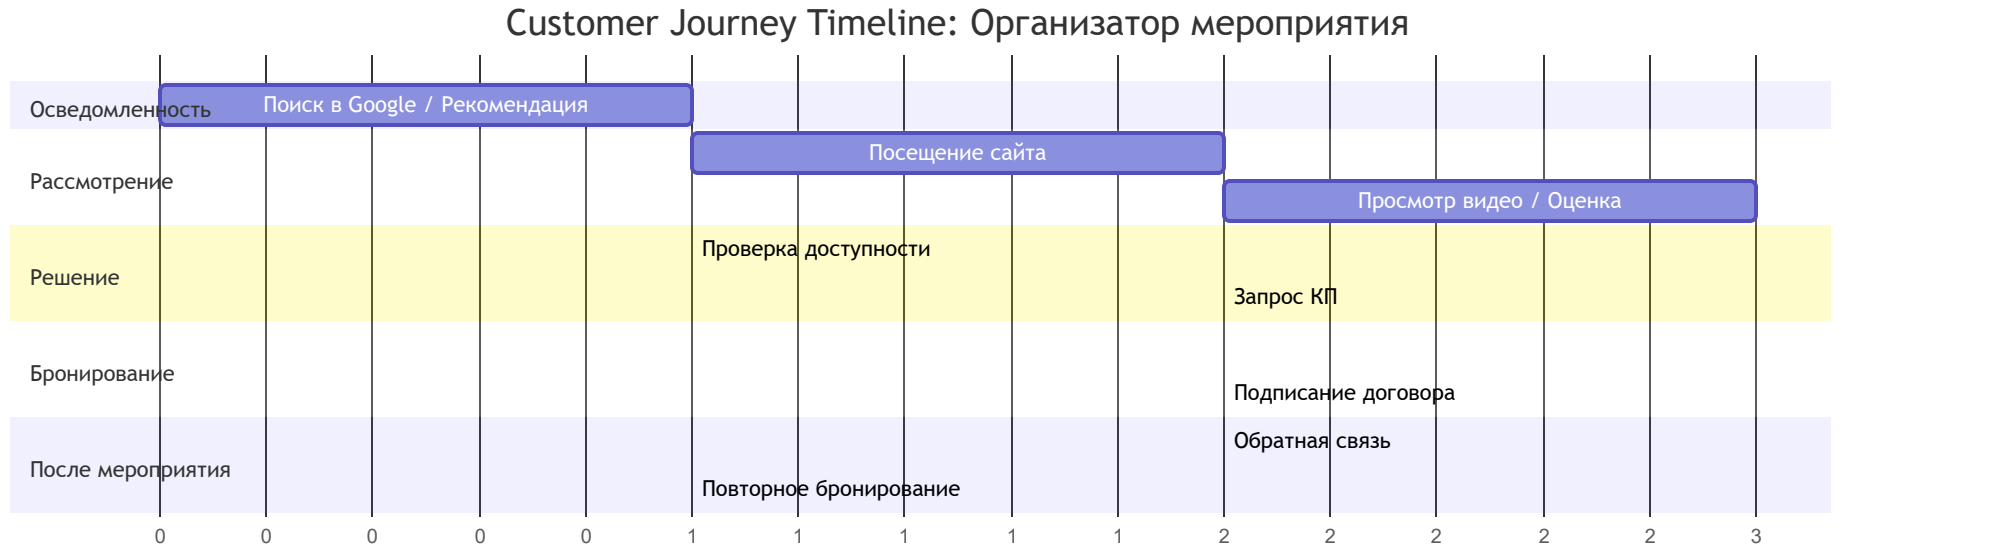 Customer Journey Timeline: Организатор мероприятия
Осведомленность
Поиск в Google / Рекомендация
Посещение сайта
Рассмотрение
Просмотр видео / Оценка
Проверка доступности
Решение
Запрос КП
Бронирование
Подписание договора
Обратная связь
После мероприятия
Повторное бронирование
0 0 0 0 0 1 1 1 1 1 2 2 2 2 2 3